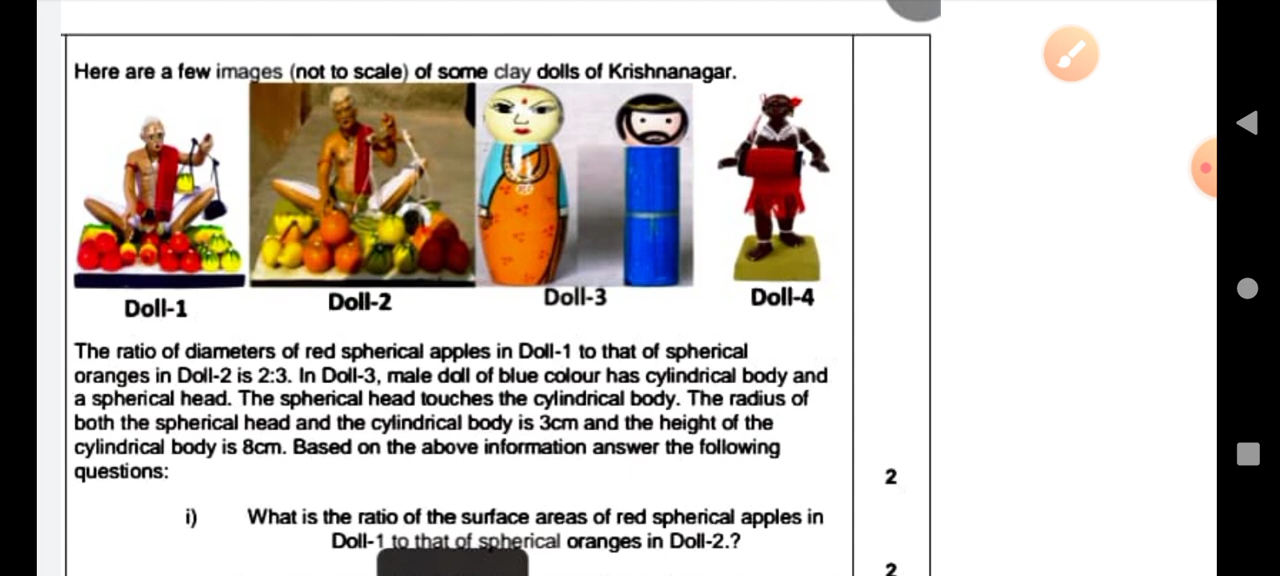 Here are a few images (not to scale) of some clay dolls of Krishnanagar.
Doll-1
Doll-2
Doll-3
Doll-4
The ratio of diameters of red spherical apples in Doll-1 to that of spherical
oranges in Doll-2 is 2:3. In Doll-3, male doll of blue colour has cylindrical body and
a spherical head. The spherical head touches the cylindrical body. The radius of
both the spherical head and the cylindrical body is 3cm and the height of the
cylindrical body is 8cm. Based on the above information answer the following
questions:
2
i) What is the ratio of the surface areas of red spherical apples in
Doll-1 to that of spherical oranges in Doll-2.?
2